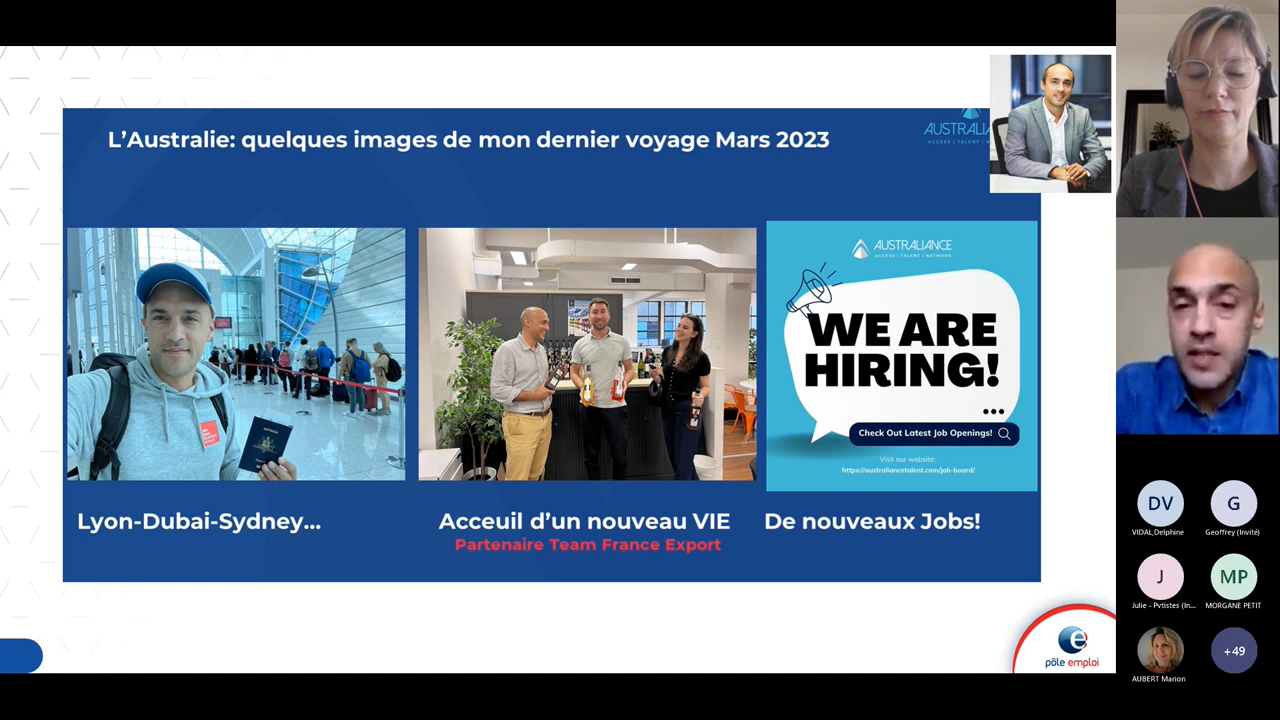 L’Australie: quelques images de mon dernier voyage Mars 2023
AUSTRALIANCE
ACCESS | TALENT | NETWORK
WE ARE
HIRING!
Check Out Latest Job Openings!
Visit our website:
https://australiancetalent.com/job-board/
Lyon-Dubai-Sydney...
Acceuil d’un nouveau VIE
Partenaire Team France Export
De nouveaux Jobs!
pôle emploi
DV
VIDAL,Delphine
G
Geoffrey (Invité)
J
Julie - Pvtistes (In...
MP
MORGANE PETIT
AUBERT Marion
+49